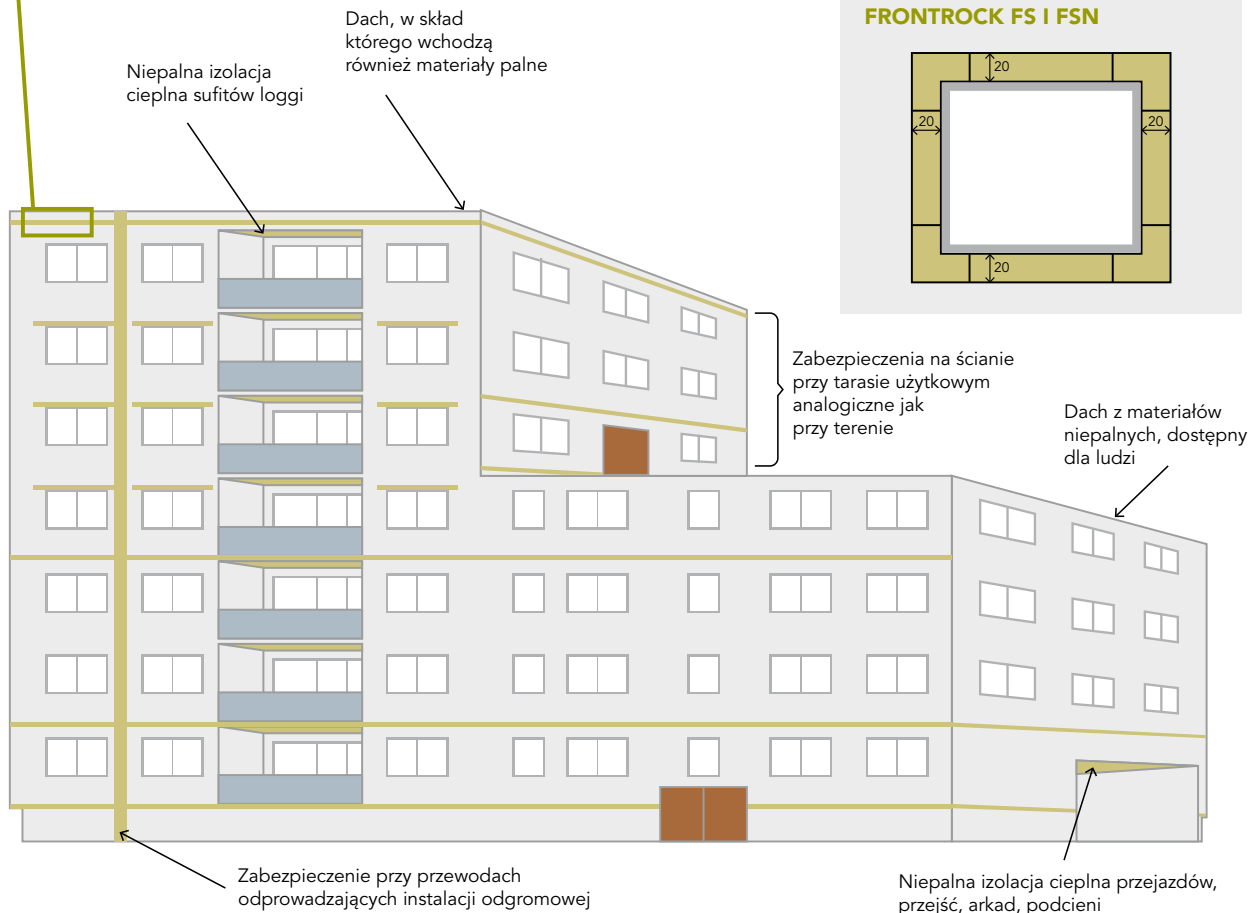 FRONTROCK FS I FSN
Dach, w skład
którego wchodzą
również materiały palne
Niepalna izolacja
cieplna sufitów loggi
20
20
20
20
Zabezpieczenia na ścianie
przy tarasie użytkowym
analogiczne jak
przy terenie
Dach z materiałów
niepalnych, dostępny
dla ludzi
Zabezpieczenie przy przewodach
odprowadzających instalacji odgromowej
Niepalna izolacja cieplna przejazdów,
przejść, arkad, podcieni